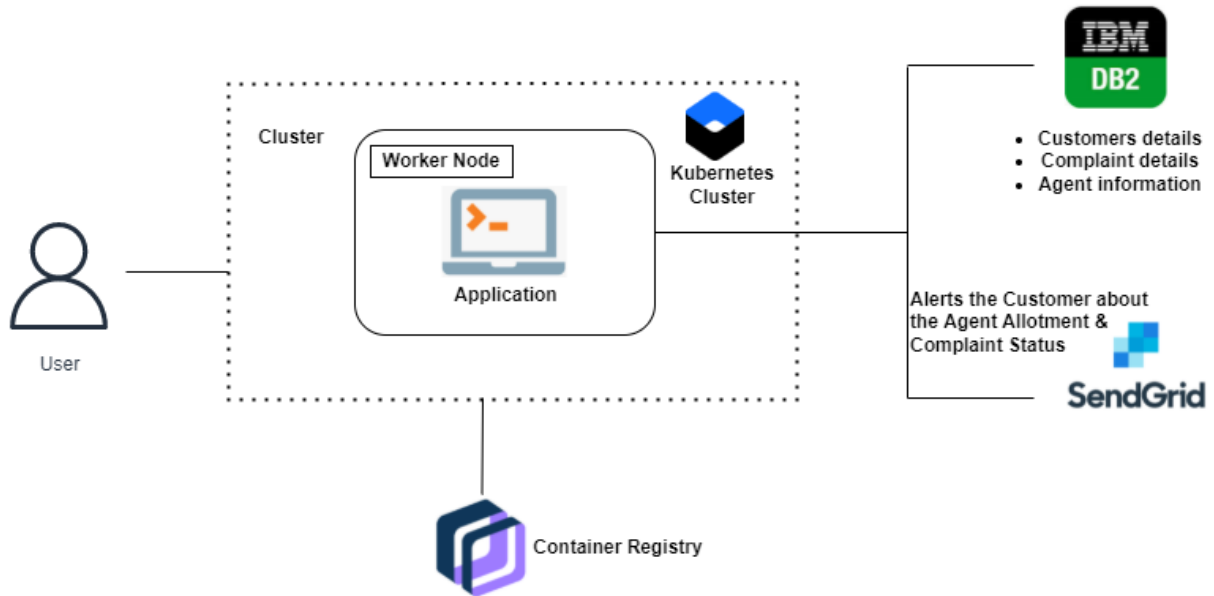 IBM
DB2
Customers details
Complaint details
Agent information
Cluster
Worker Node
Application
Kubernetes
Cluster
User
Alerts the Customer about
the Agent Allotment &
Complaint Status
SendGrid
Container Registry